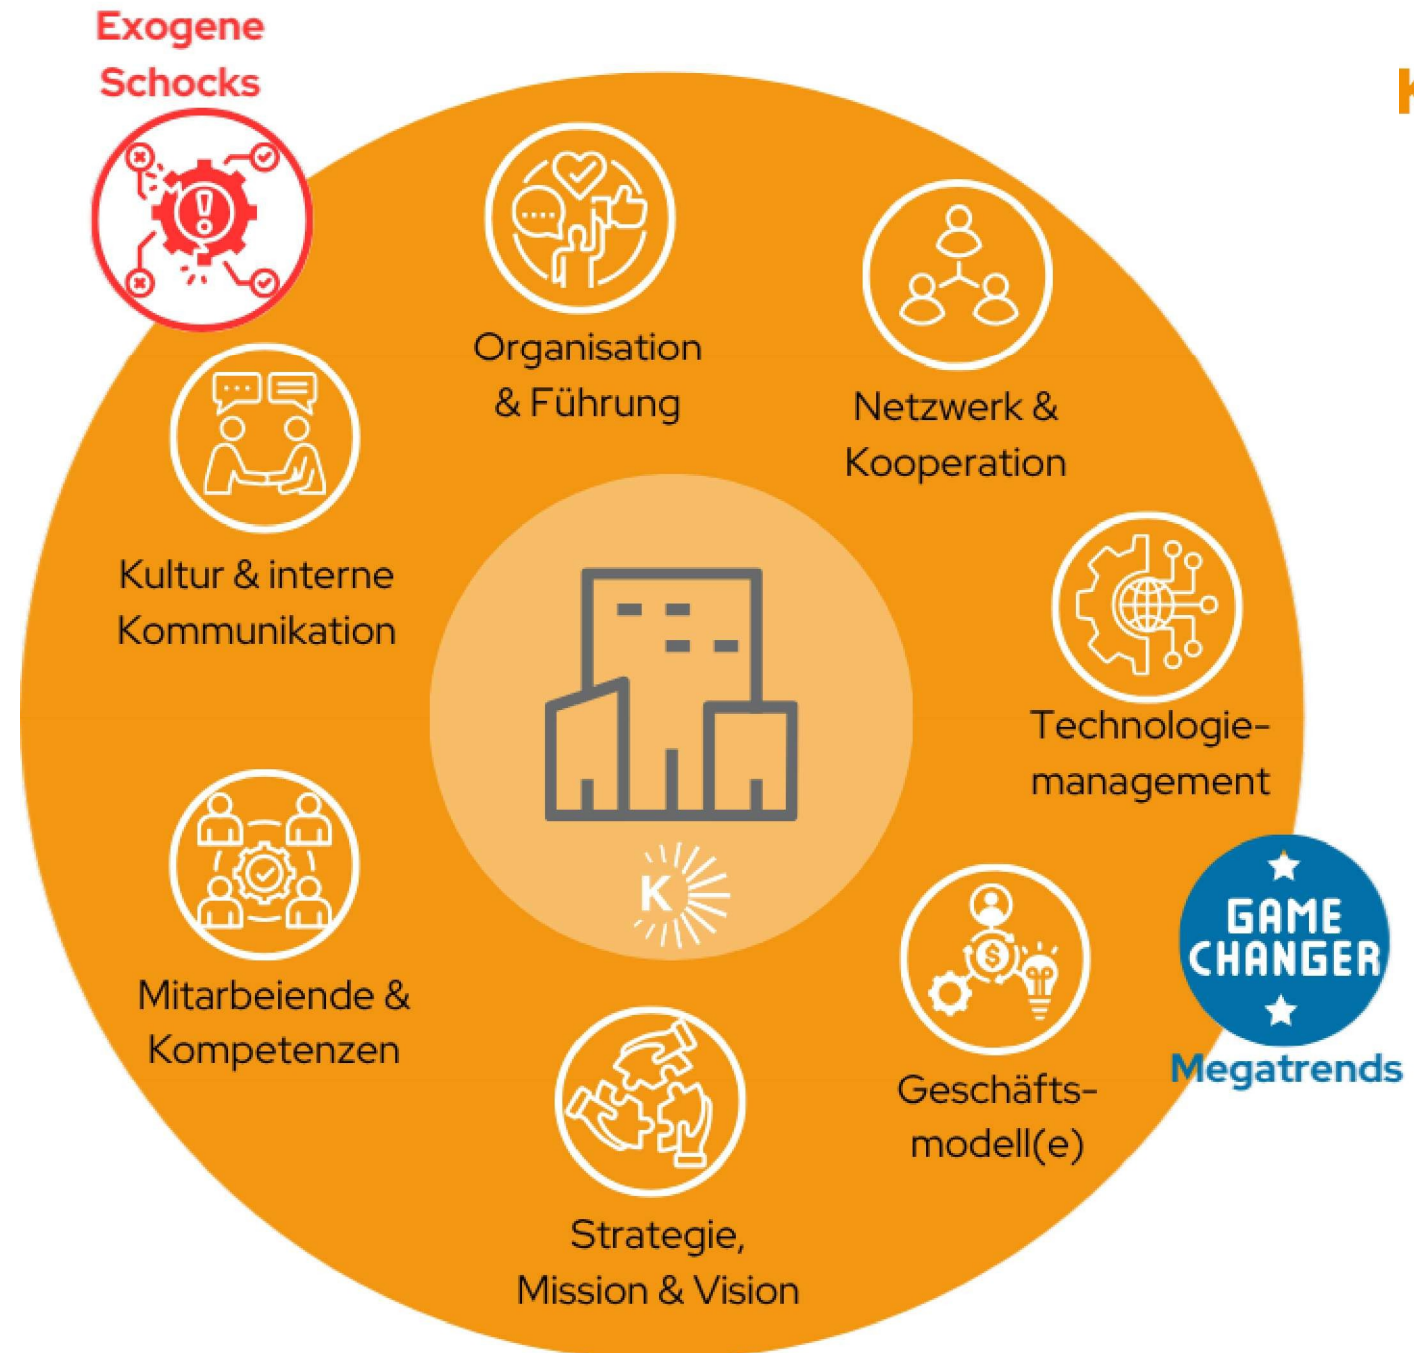 Exogene
Schocks
K
Organisation
& Führung
Netzwerk &
Kooperation
Kultur & interne
Kommunikation
Technologie-
management
K
GAME
CHANGER
Megatrends
Mitarbeiende &
Kompetenzen
Geschäfts-
modell(e)
Strategie,
Mission & Vision